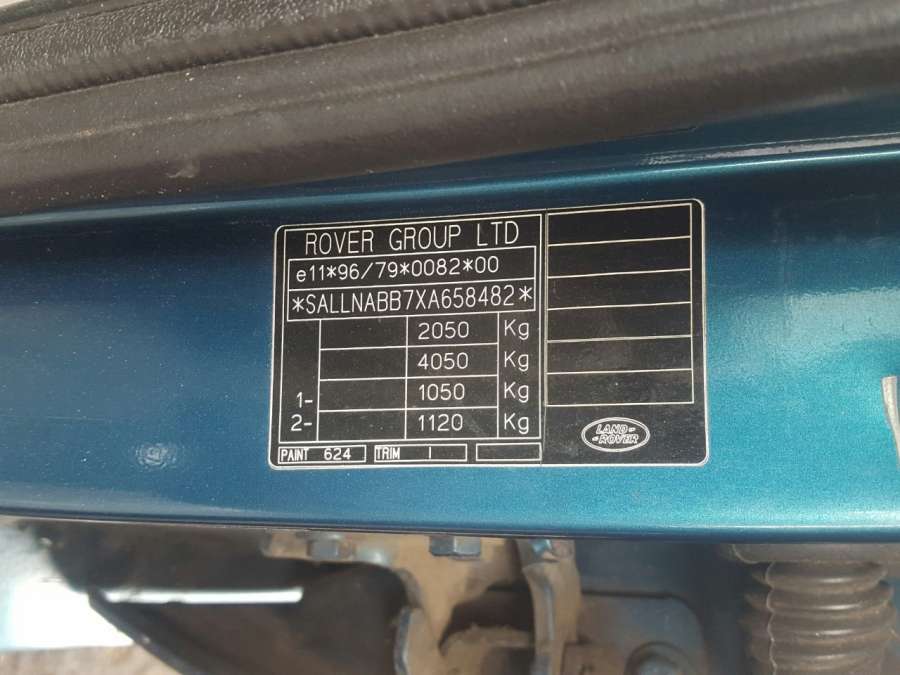 ROVER GROUP LTD
e11*96/79*0082*00
*SALLNABB7XA658482*
2050 Kg
4050 Kg
1- 1050 Kg
2- 1120 Kg
PAINT 624 TRIM I
LAND-
-ROVER